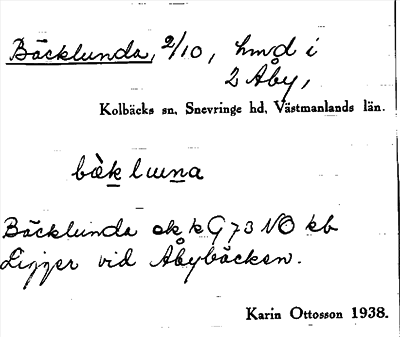 Bäcklunda, 2/10, hmd i
2 Åby,
Kolbäcks sn, Snevringe hd, Västmanlands län.
bäkluna
Bäcklunda ek k G 73 NO kb
Ligger vid Åbybäcken.
Karin Ottosson 1938.